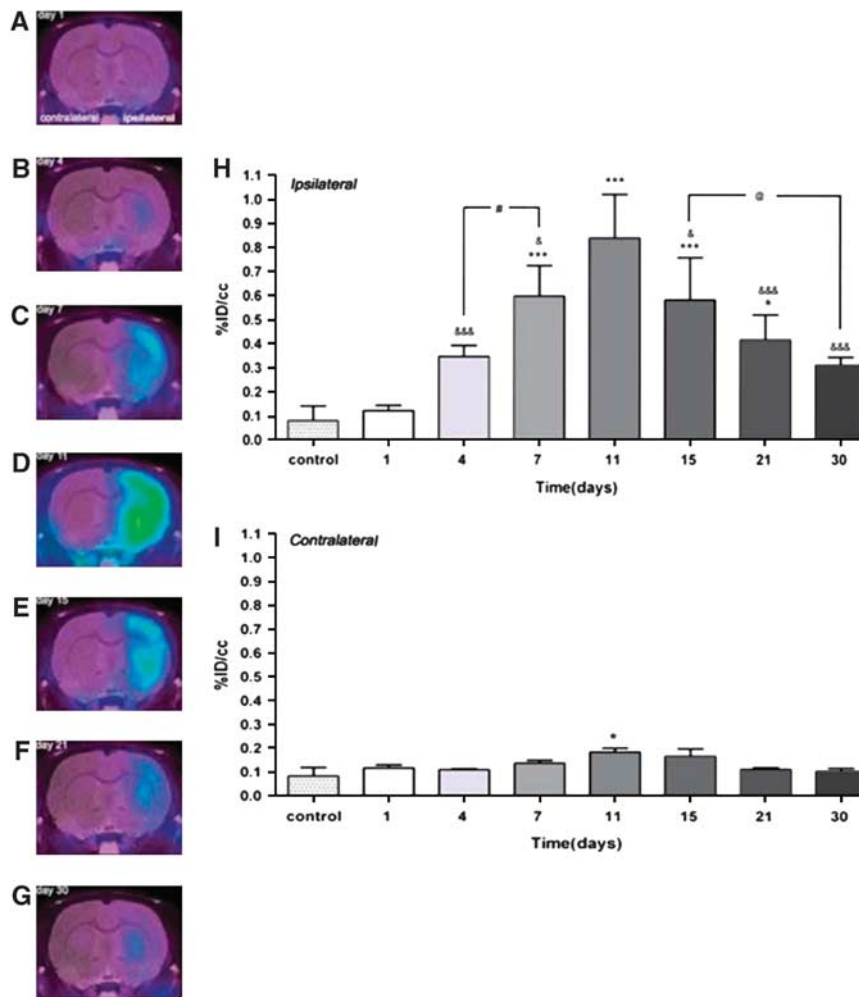 A
day 1
contralateral ipsilateral
B
day 4
C
day 7
D
day 11
E
day 15
F
day 21
G
day 30
H
Ipsilateral
%ID/cc
1.1
1.0
0.9
0.8
0.7
0.6
0.5
0.4
0.3
0.2
0.1
0.0
&&&
#
&
***
***
@
&
***
&&&
*
&&&
control 1 4 7 11 15 21 30
Time(days)
I
Contralateral
%ID/cc
1.1
1.0
0.9
0.8
0.7
0.6
0.5
0.4
0.3
0.2
0.1
0.0
*
control 1 4 7 11 15 21 30
Time(days)